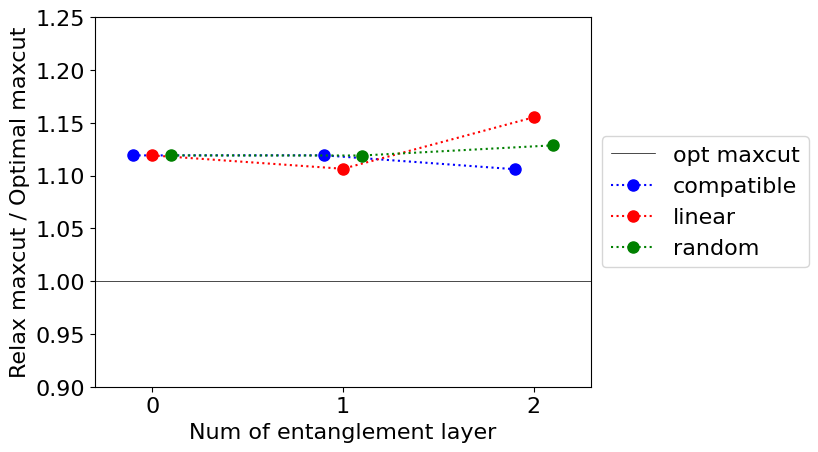 Relax maxcut / Optimal maxcut
1.25
1.20
1.15
1.10
1.05
1.00
0.95
0.90
0
1
2
Num of entanglement layer
opt maxcut
compatible
linear
random